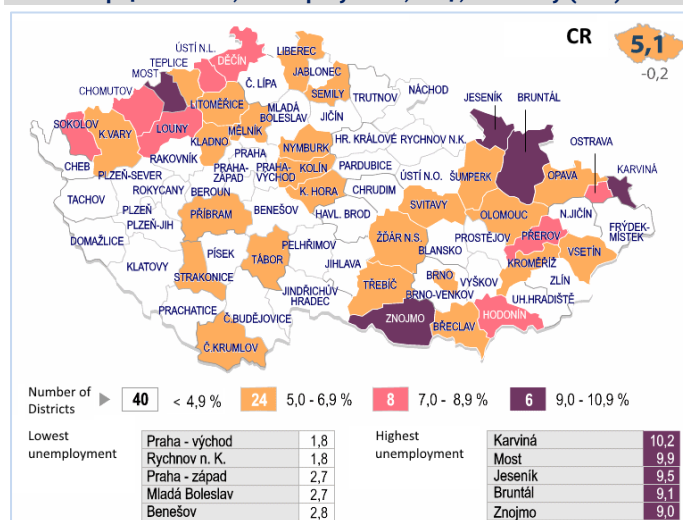 CR
5,1
-0,2
ÚSTÍ N.L.
DĚČÍN
LIBEREC
TEPLICE
MOST
JABLONEC
CHOMUTOV
Č. LÍPA
SEMILY
TRUTNOV
NÁCHOD
JESENÍK
BRUNTÁL
LITOMĚŘICE
MLADÁ
BOLESLAV
JIČÍN
SOKOLOV
K.VARY
LOUNY
MĚLNÍK
HR. KRÁLOVÉ
RYCHNOV N.K.
OSTRAVA
KLADNO
NYMBURK
KARVINÁ
CHEB
RAKOVNÍK
PRAHA
KOLÍN
PARDUBICE
PLZEŇ-SEVER
PRAHA-
ZÁPAD
PRAHA-
VÝCHOD
ÚSTÍ N.O.
ŠUMPERK
OPAVA
ROKYCANY
BEROUN
K. HORA
CHRUDIM
TACHOV
PLZEŇ
BENEŠOV
SVITAVY
OLOMOUC
N.JIČÍN
PŘÍBRAM
HAVL. BROD
PLZEŇ-JIH
FRÝDEK-
MÍSTEK
DOMAŽLICE
PÍSEK
PELHŘIMOV
ŽĎÁR N.S.
PROSTĚJOV
PŘEROV
BLANSKO
VSETÍN
KLATOVY
TÁBOR
JIHLAVA
KROMĚŘÍŽ
STRAKONICE
BRNO
VYŠKOV
ZLÍN
JINDŘICHŮV
HRADEC
TŘEBÍČ
BRNO-VENKOV
UH.HRADIŠTĚ
PRACHATICE
Č.BUDĚJOVICE
ZNOJMO
HODONÍN
BŘECLAV
Č.KRUMLOV
Number of
Districts
40
< 4,9 %
24
5,0 - 6,9 %
8
7,0 - 8,9 %
6
9,0 - 10,9 %
Lowest
unemployment
Praha - východ 1,8
Rychnov n. K. 1,8
Praha - západ 2,7
Mladá Boleslav 2,7
Benešov 2,8
Highest
unemployment
Karviná 10,2
Most 9,9
Jeseník 9,5
Bruntál 9,1
Znojmo 9,0